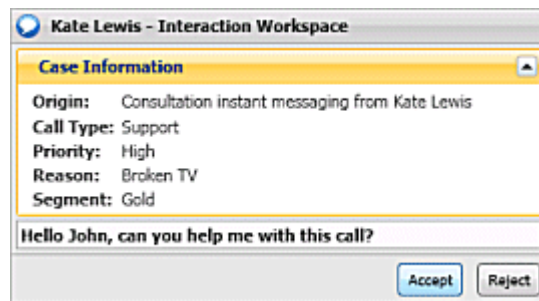 Kate Lewis - Interaction Workspace
Case Information
Origin: Consultation instant messaging from Kate Lewis
Call Type: Support
Priority: High
Reason: Broken TV
Segment: Gold
Hello John, can you help me with this call?
Accept Reject